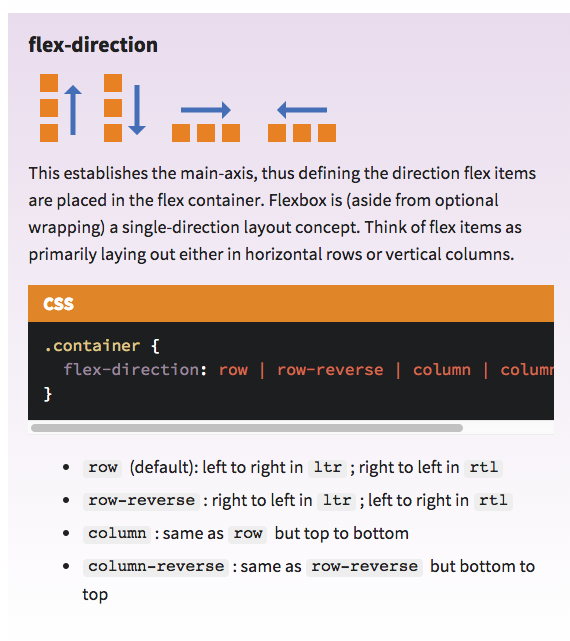 flex-direction
This establishes the main-axis, thus defining the direction flex items
are placed in the flex container. Flexbox is (aside from optional
wrapping) a single-direction layout concept. Think of flex items as
primarily laying out either in horizontal rows or vertical columns.
CSS
.container {
  flex-direction: row | row-reverse | column | column
}
• row (default): left to right in ltr ; right to left in rtl
• row-reverse : right to left in ltr ; left to right in rtl
• column : same as row but top to bottom
• column-reverse : same as row-reverse but bottom to
top